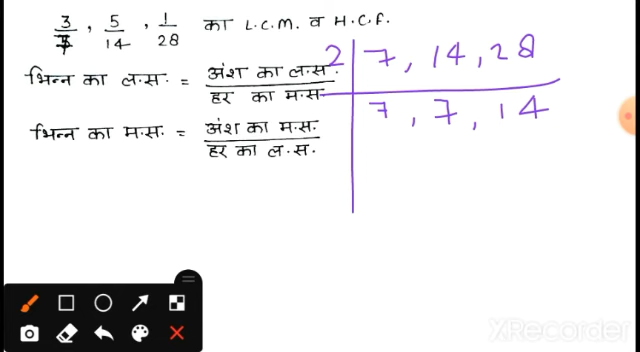 3/7 , 5/14 , 1/28 का L.C.M. व H.C.F.
भिन्न का ल.स. = अंश का ल.स. / हर का म.स.
भिन्न का म.स. = अंश का म.स. / हर का ल.स.
2 | 7 , 14 , 28
7 , 7 , 14
XRecorder